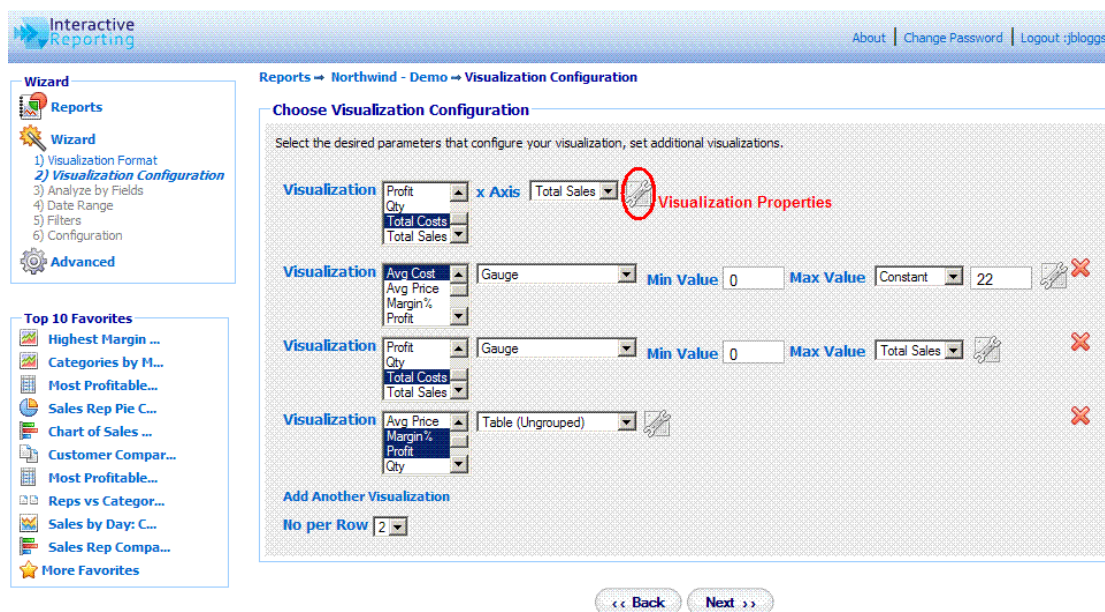 Interactive
Reporting
About | Change Password | Logout :jbloggs
Wizard
Reports
Wizard
1) Visualization Format
2) Visualization Configuration
3) Analyze by Fields
4) Date Range
5) Filters
6) Configuration
Advanced
Top 10 Favorites
Highest Margin ...
Categories by M...
Most Profitable...
Sales Rep Pie C...
Chart of Sales ...
Customer Compar...
Most Profitable...
Reps vs Categor...
Sales by Day: C...
Sales Rep Compa...
More Favorites
Reports → Northwind - Demo → Visualization Configuration
Choose Visualization Configuration
Select the desired parameters that configure your visualization, set additional visualizations.
Visualization Profit x Axis Total Sales
Qty
Total Costs
Total Sales
Visualization Properties
Visualization Avg Cost Gauge Min Value 0 Max Value Constant 22
Avg Price
Margin%
Profit
Visualization Profit Gauge Min Value 0 Max Value Total Sales
Qty
Total Costs
Total Sales
Visualization Avg Price Table (Ungrouped)
Margin%
Profit
Qty
Add Another Visualization
No per Row 2
‹‹ Back Next ››